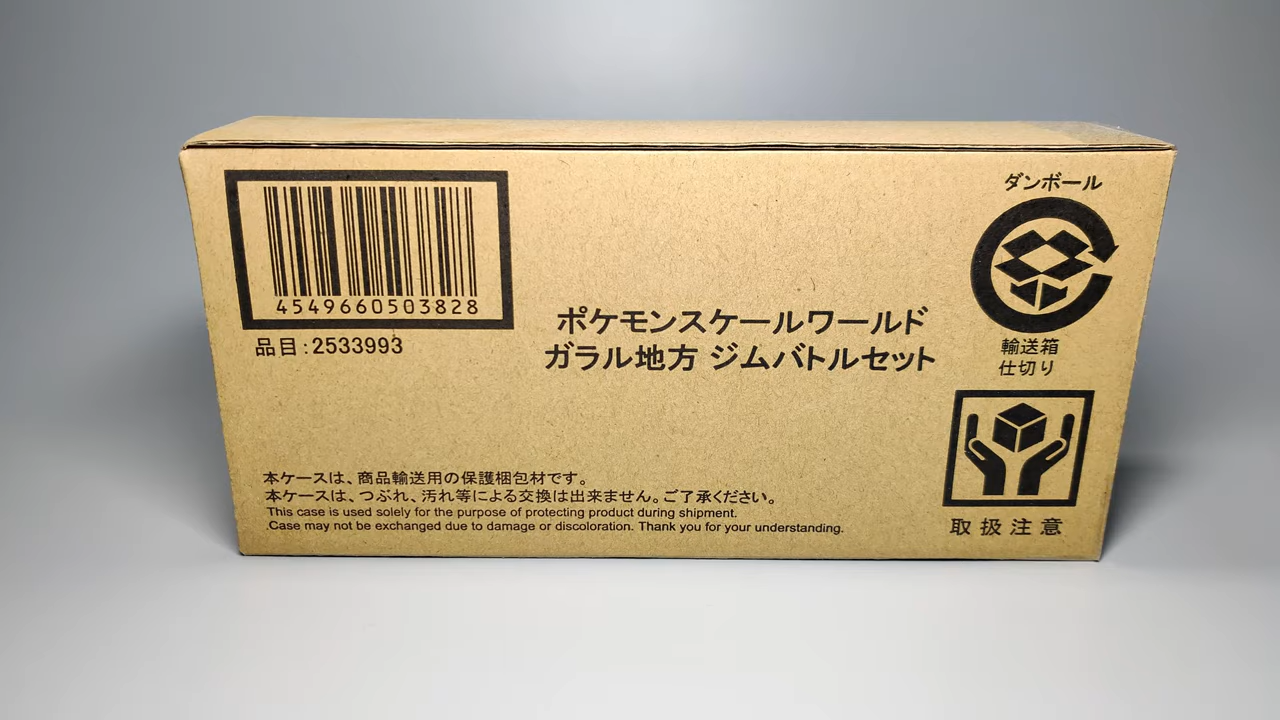 4549660503828
品目:2533993
ポケモンスケールワールド
ガラル地方 ジムバトルセット
ダンボール
輸送箱
仕切り
取扱注意
本ケースは、商品輸送用の保護梱包材です。
本ケースは、つぶれ、汚れ等による交換は出来ません。ご了承ください。
This case is used solely for the purpose of protecting product during shipment.
Case may not be exchanged due to damage or discoloration. Thank you for your understanding.